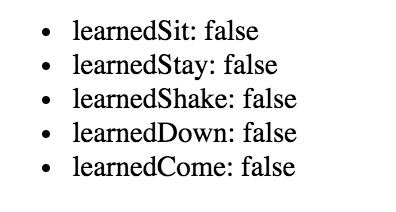 • learnedSit: false
• learnedStay: false
• learnedShake: false
• learnedDown: false
• learnedCome: false